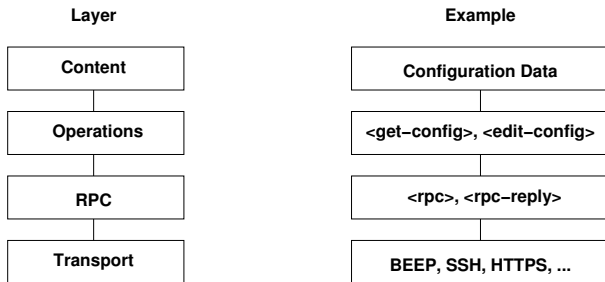 Layer Example
Content Configuration Data
Operations <get−config>, <edit−config>
RPC <rpc>, <rpc−reply>
Transport BEEP, SSH, HTTPS, ...